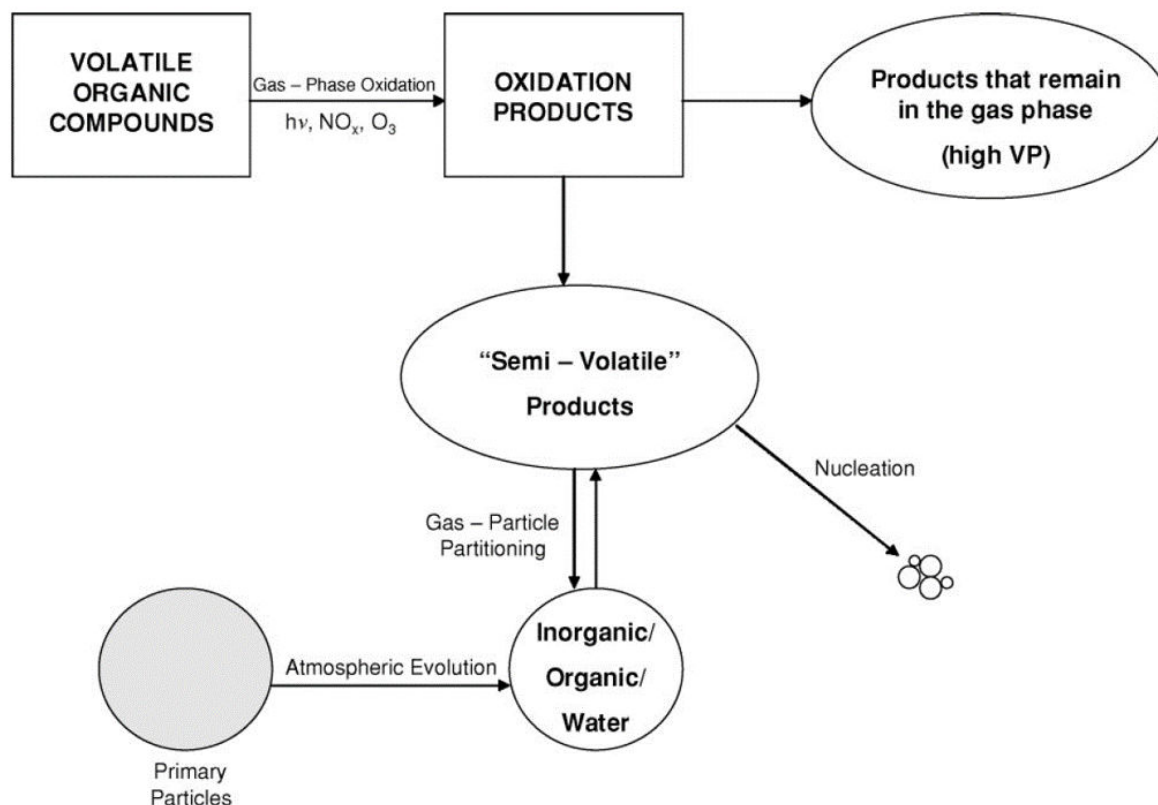 VOLATILE
ORGANIC
COMPOUNDS
Gas – Phase Oxidation
hν, NOₓ, O₃
OXIDATION
PRODUCTS
Products that remain
in the gas phase
(high VP)
“Semi – Volatile”
Products
Nucleation
Gas – Particle
Partitioning
Inorganic/
Organic/
Water
Atmospheric Evolution
Primary
Particles